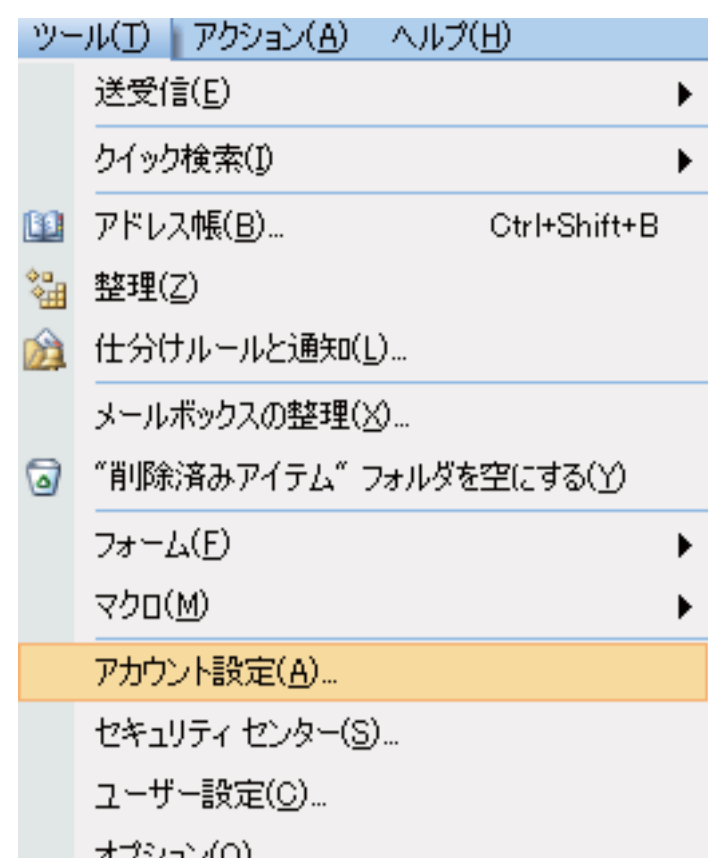 ツール(T) アクション(A) ヘルプ(H)
送受信(E)
クイック検索(I)
アドレス帳(B)... Ctrl+Shift+B
整理(Z)
仕分けルールと通知(L)...
メールボックスの整理(X)...
"削除済みアイテム" フォルダを空にする(Y)
フォーム(F)
マクロ(M)
アカウント設定(A)...
セキュリティ センター(S)...
ユーザー設定(C)...
オプション(O)